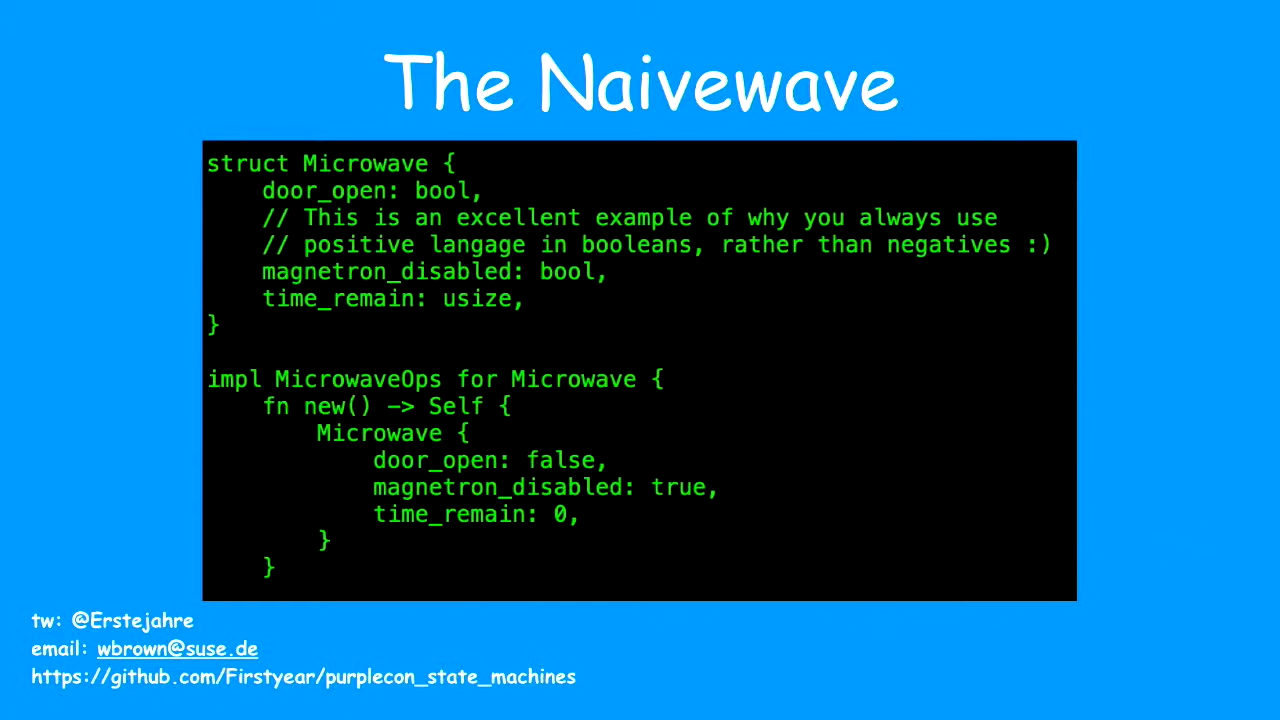 The Naivewave
struct Microwave {
    door_open: bool,
    // This is an excellent example of why you always use
    // positive langage in booleans, rather than negatives :)
    magnetron_disabled: bool,
    time_remain: usize,
}

impl MicrowaveOps for Microwave {
    fn new() -> Self {
        Microwave {
            door_open: false,
            magnetron_disabled: true,
            time_remain: 0,
        }
    }
tw: @Erstejahre
email: wbrown@suse.de
https://github.com/Firstyear/purplecon_state_machines